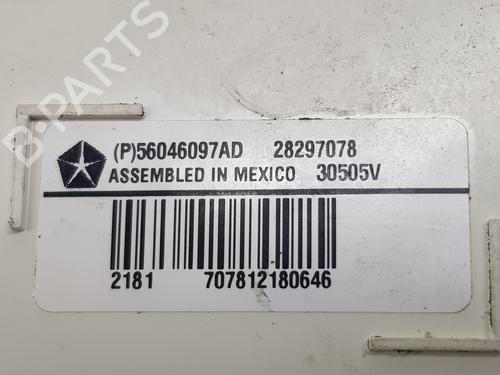 (P)56046097AD 28297078
ASSEMBLED IN MEXICO 30505V
2181 707812180646
B-PARTS